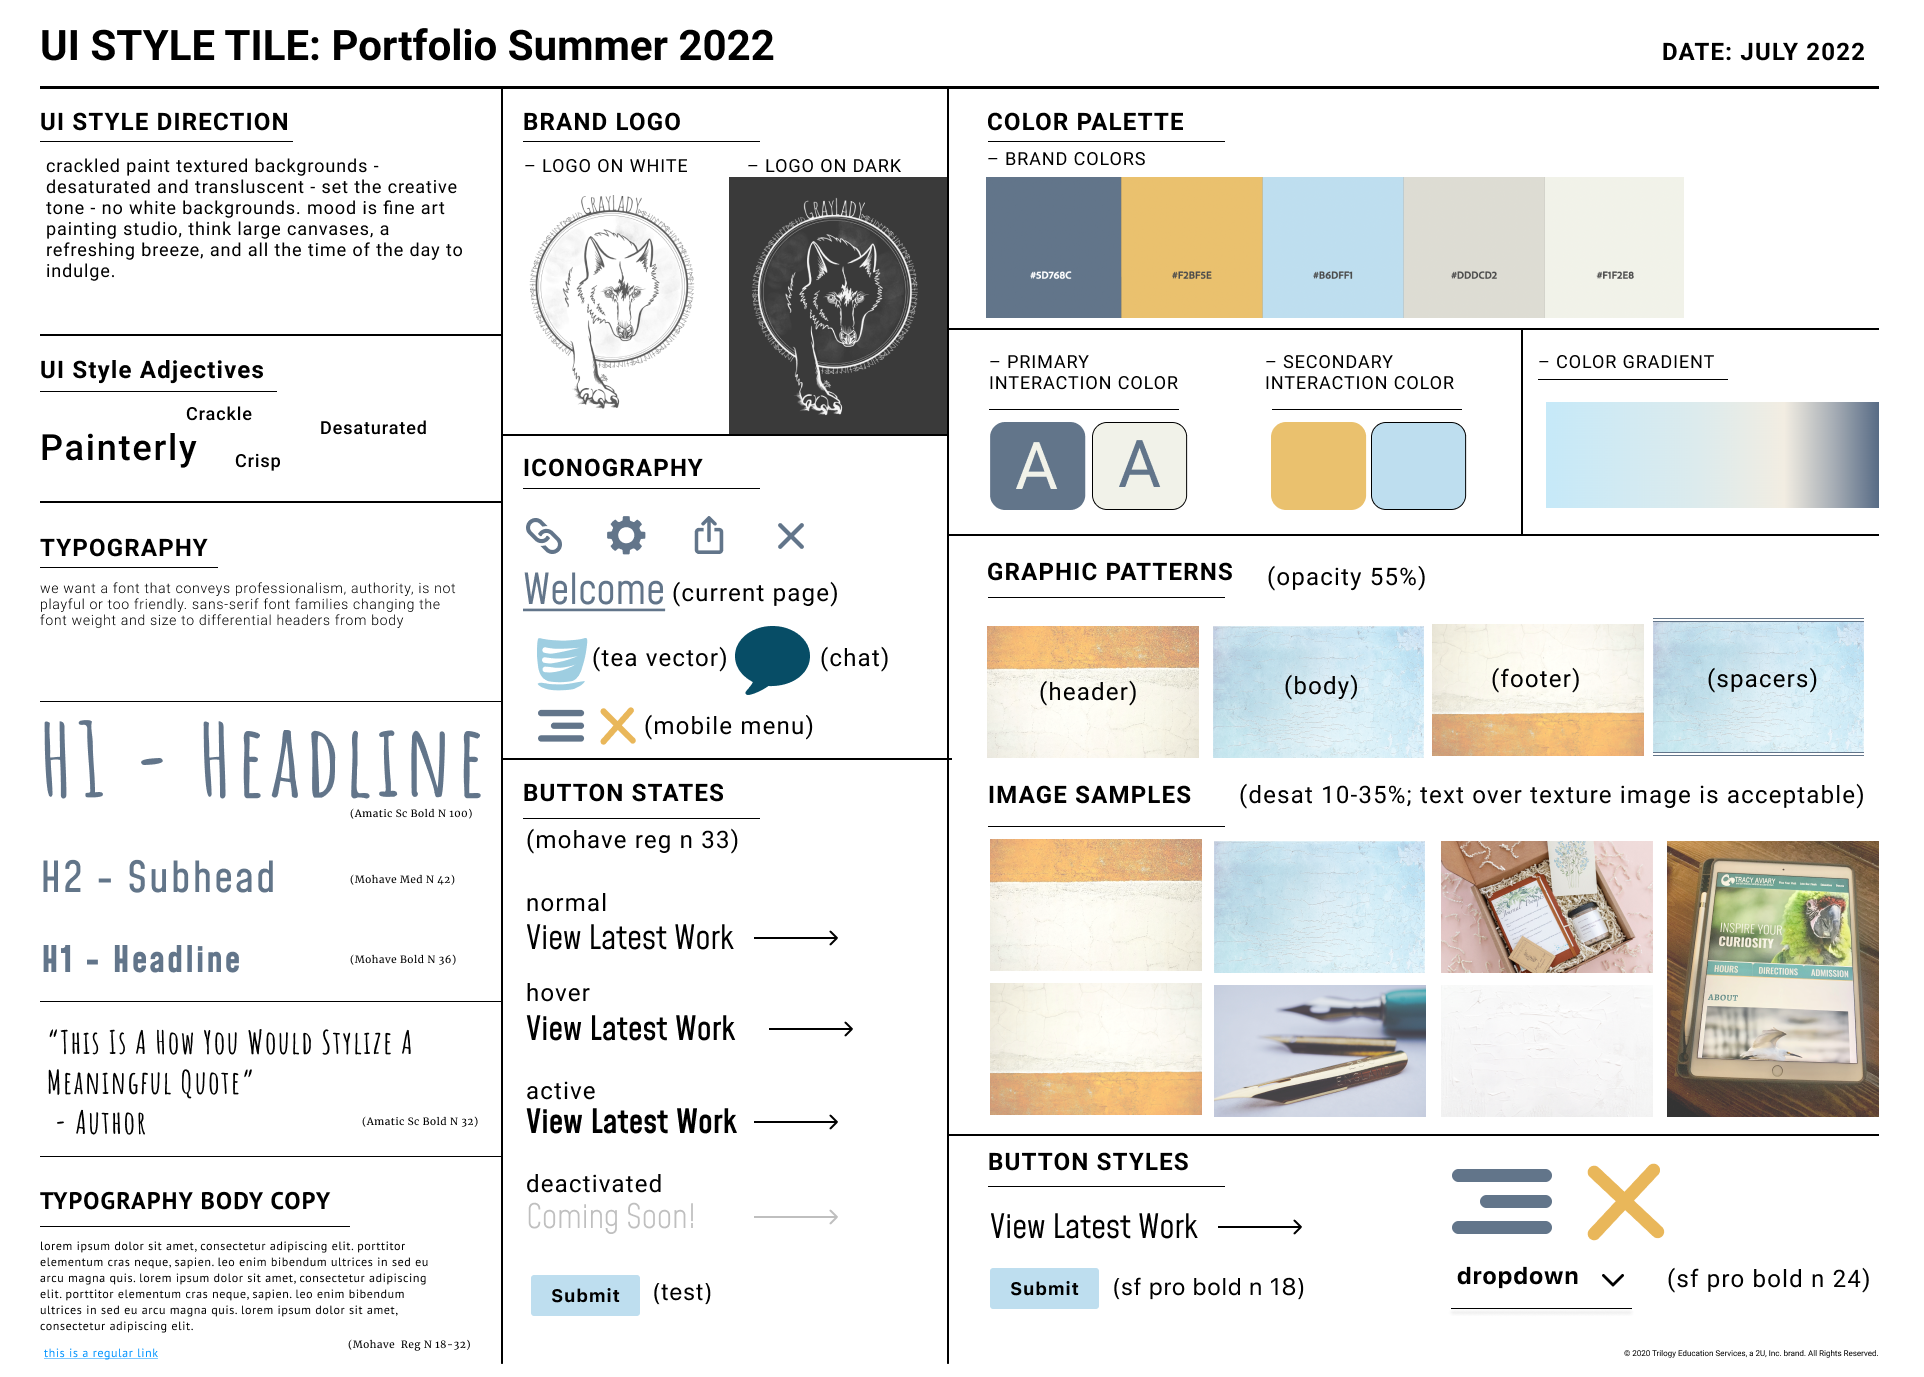 UI STYLE TILE: Portfolio Summer 2022
DATE: JULY 2022
UI STYLE DIRECTION
crackled paint textured backgrounds -
desaturated and transluscent - set the creative
tone - no white backgrounds. mood is fine art
painting studio, think large canvases, a
refreshing breeze, and all the time of the day to
indulge.
UI Style Adjectives
Crackle
Desaturated
Painterly
Crisp
TYPOGRAPHY
we want a font that conveys professionalism, authority, is not
playful or too friendly. sans-serif font families changing the
font weight and size to differential headers from body
H1 - Headline
(Amatic Sc Bold N 100)
H2 - Subhead
(Mohave Med N 42)
H1 - Headline
(Mohave Bold N 36)
“This Is A How You Would Stylize A
Meaningful Quote”
- Author
(Amatic Sc Bold N 32)
TYPOGRAPHY BODY COPY
lorem ipsum dolor sit amet, consectetur adipiscing elit. porttitor
elementum cras neque, sapien. leo enim bibendum ultrices in sed eu
arcu magna quis. lorem ipsum dolor sit amet, consectetur adipiscing
elit. porttitor elementum cras neque, sapien. leo enim bibendum
ultrices in sed eu arcu magna quis. lorem ipsum dolor sit amet,
consectetur adipiscing elit.
(Mohave Reg N 18-32)
this is a regular link
BRAND LOGO
– LOGO ON WHITE
– LOGO ON DARK
GRAYLADY
GRAYLADY
ICONOGRAPHY
Welcome (current page)
(tea vector)
(chat)
(mobile menu)
BUTTON STATES
(mohave reg n 33)
normal
View Latest Work
hover
View Latest Work
active
View Latest Work
deactivated
Coming Soon!
Submit (test)
COLOR PALETTE
– BRAND COLORS
#5D768C
#F2BF5E
#B6DFF1
#DDDCD2
#F1F2E8
– PRIMARY
INTERACTION COLOR
A A
– SECONDARY
INTERACTION COLOR
– COLOR GRADIENT
GRAPHIC PATTERNS (opacity 55%)
(header)
(body)
(footer)
(spacers)
IMAGE SAMPLES (desat 10-35%; text over texture image is acceptable)
TRACY AVIARY
INSPIRE YOUR
CURIOSITY
HOURS DIRECTIONS ADMISSION
ABOUT
BUTTON STYLES
View Latest Work
Submit (sf pro bold n 18)
dropdown
(sf pro bold n 24)
© 2020 Trilogy Education Services, a 2U, Inc. brand. All Rights Reserved.